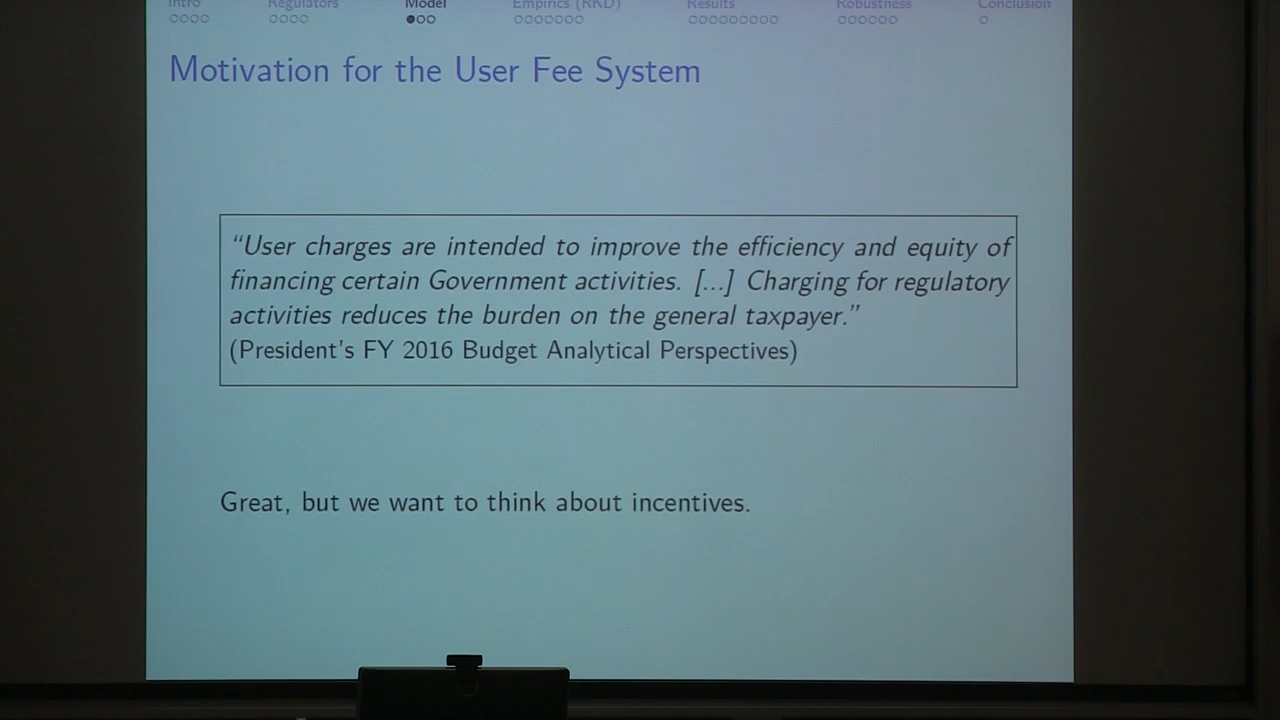 Intro Regulators Model Empirics (RKD) Results Robustness Conclusion
Motivation for the User Fee System
“User charges are intended to improve the efficiency and equity of
financing certain Government activities. [...] Charging for regulatory
activities reduces the burden on the general taxpayer.”
(President's FY 2016 Budget Analytical Perspectives)
Great, but we want to think about incentives.